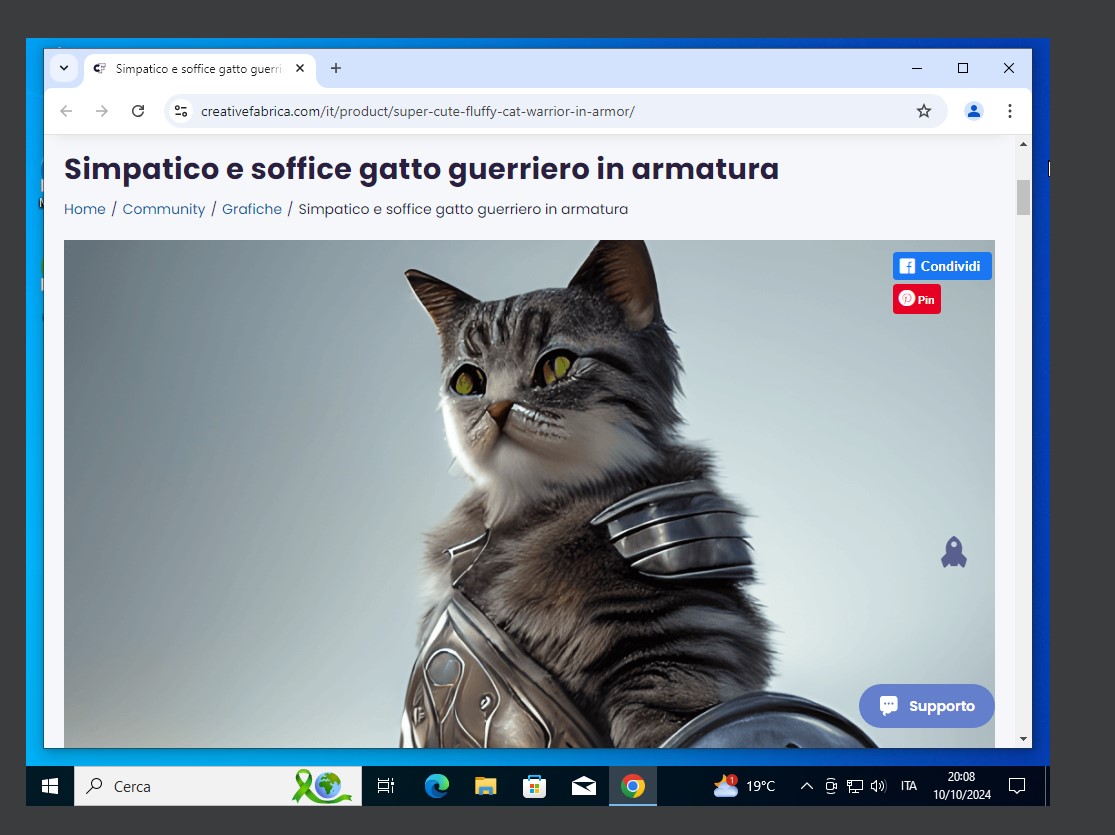 Simpatico e soffice gatto guerri
creativefabrica.com/it/product/super-cute-fluffy-cat-warrior-in-armor/
Simpatico e soffice gatto guerriero in armatura
Home / Community / Grafiche / Simpatico e soffice gatto guerriero in armatura
Condividi
Pin
Supporto
Cerca
1
19°C
ITA
20:08
10/10/2024